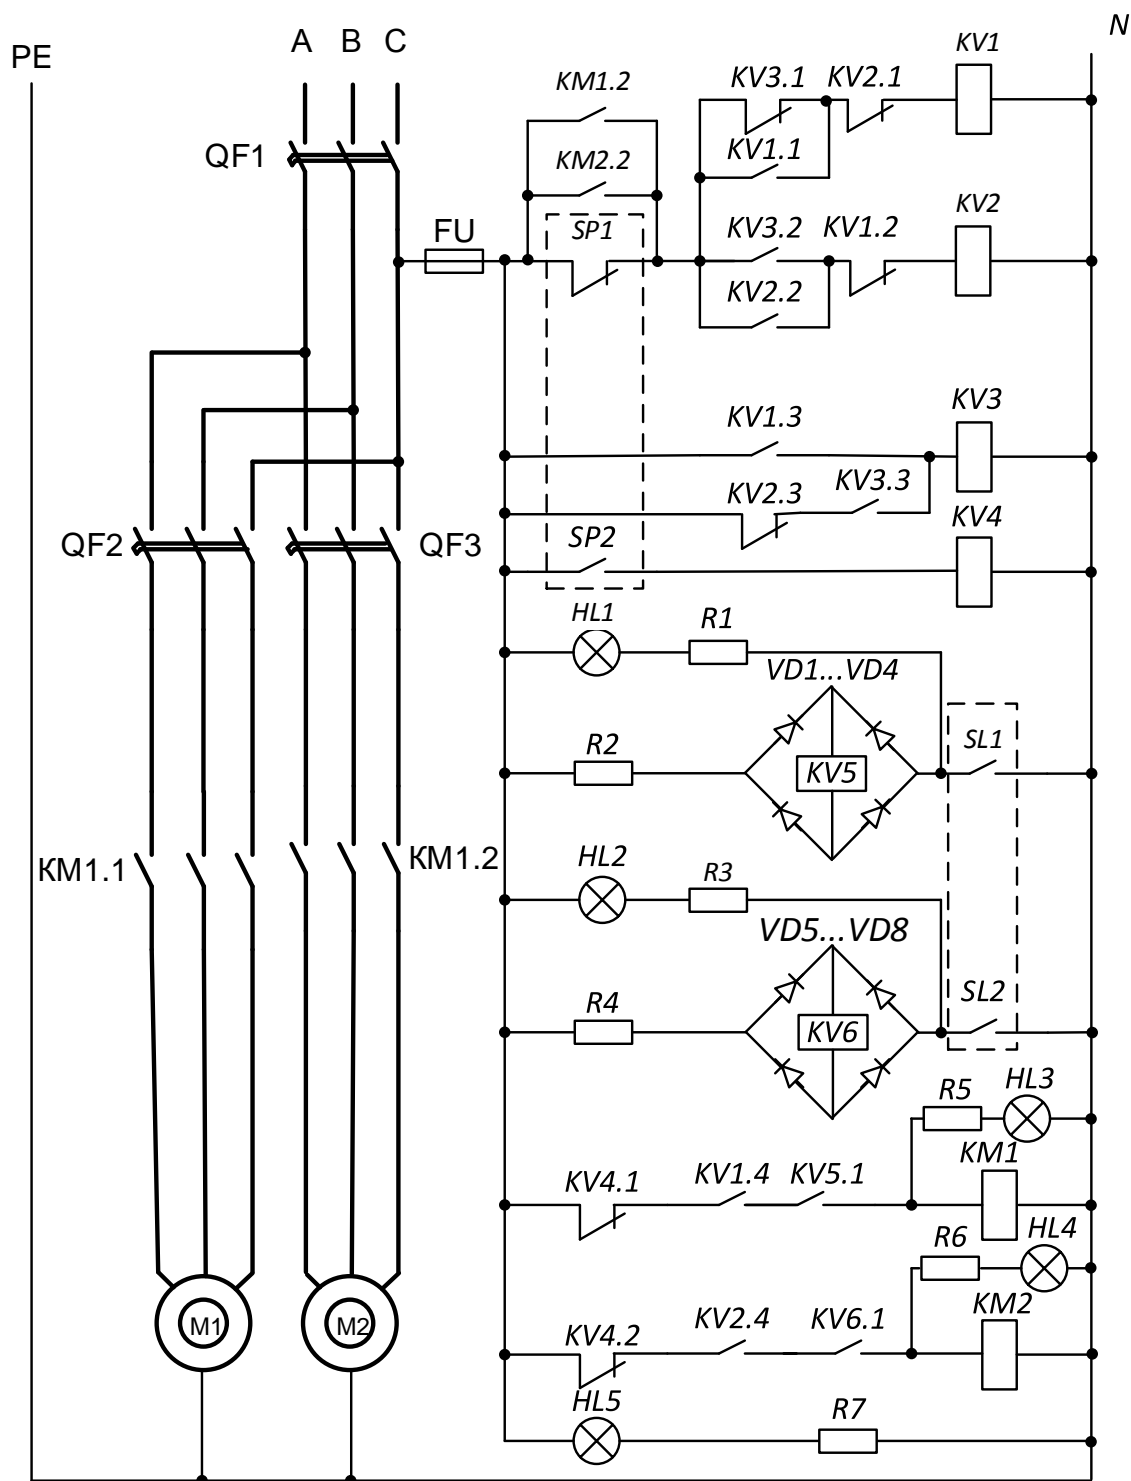 N
A B C
PE
KV1
KM1.2
KV3.1 KV2.1
QF1
KM2.2
KV1.1
KV2
FU
SP1
KV3.2 KV1.2
KV2.2
KV1.3
KV3
KV2.3
KV3.3
KV4
QF2
QF3
SP2
HL1
R1
VD1...VD4
R2
KV5
SL1
КМ1.1
КМ1.2
HL2
R3
VD5...VD8
R4
KV6
SL2
R5
HL3
KV4.1
KV1.4 KV5.1
KM1
R6
HL4
M1
M2
KV4.2
KV2.4
KV6.1
KM2
HL5
R7